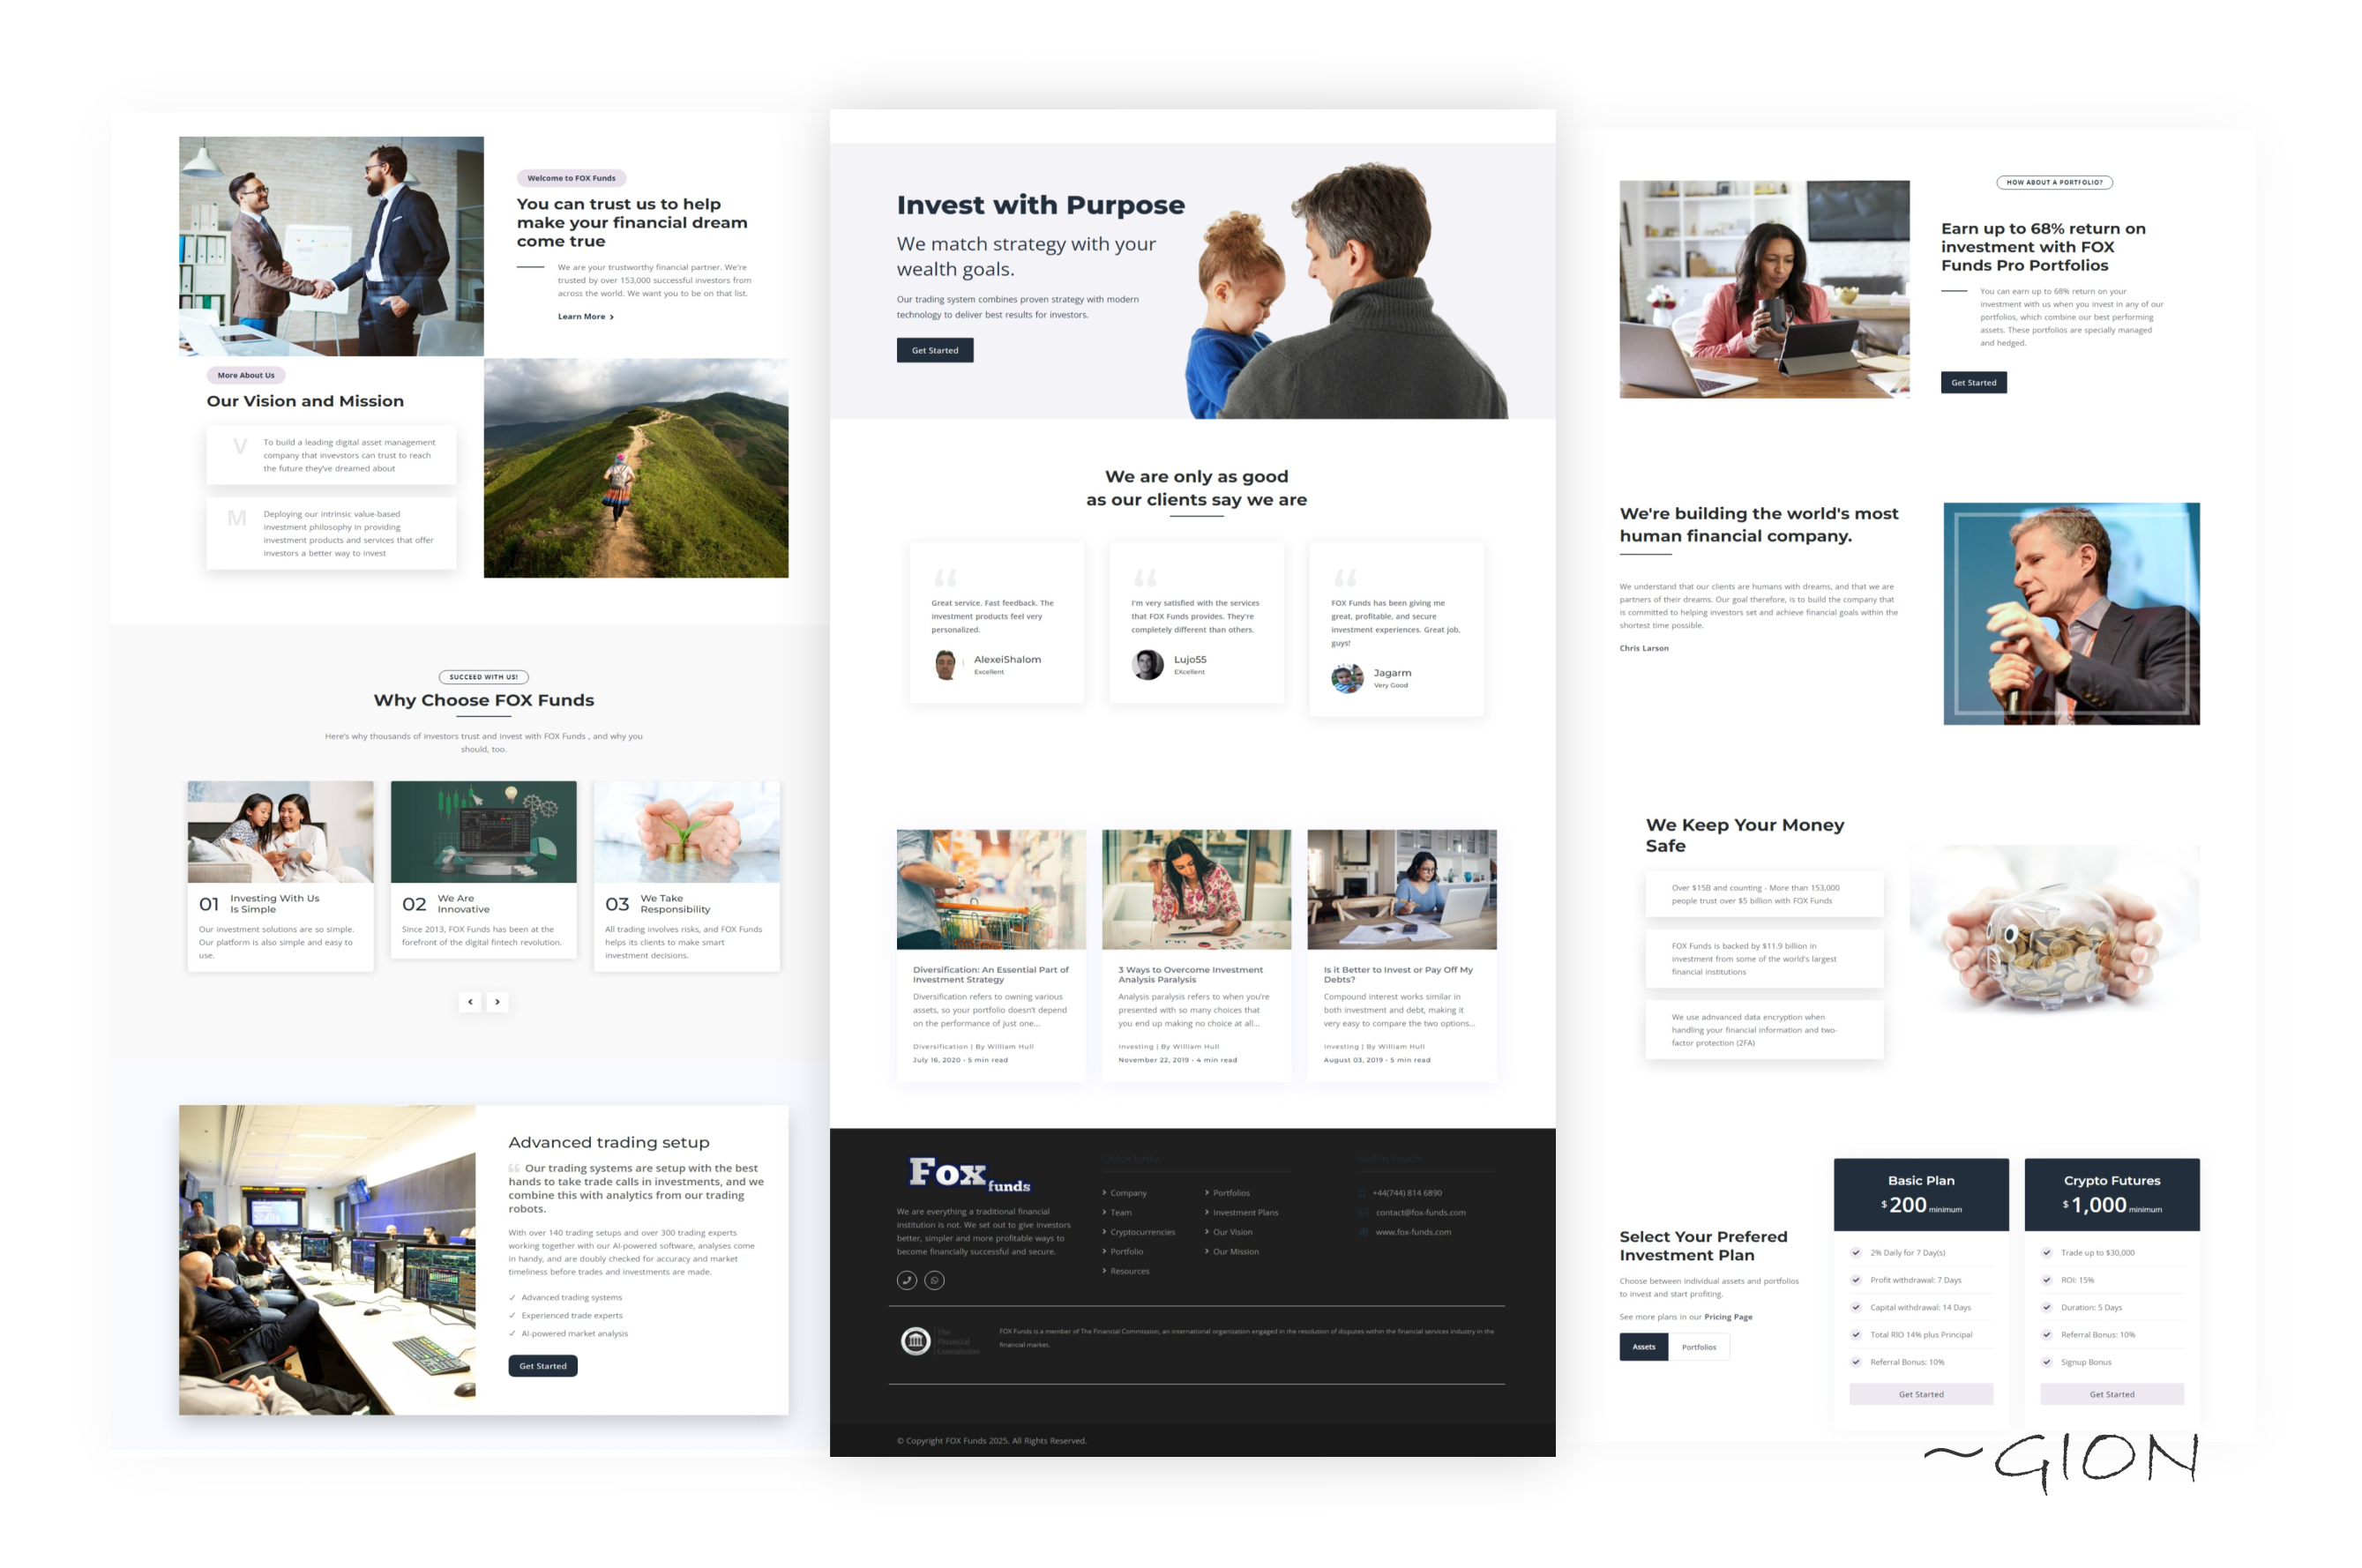 Welcome to FOX Funds
You can trust us to help
make your financial dream
come true
We are your trustworthy financial partner. We're
trusted by over 153,000 successful investors from
across the world. We want you to be on that list.
Learn More
More About Us
Our Vision and Mission
V
To build a leading digital asset management
company that invevstors can trust to reach
the future they've dreamed about
M
Deploying our intrinsic value-based
investment philosophy in providing
investment products and services that offer
investors a better way to invest
SUCCEED WITH US!
Why Choose FOX Funds
Here's why thousands of investors trust and invest with FOX Funds , and why you
should, too.
01
Investing With Us
Is Simple
Our investment solutions are so simple.
Our platform is also simple and easy to
use.
02
We Are
Innovative
Since 2013, FOX Funds has been at the
forefront of the digital fintech revolution.
03
We Take
Responsibility
All trading involves risks, and FOX Funds
helps its clients to make smart
investment decisions.
Advanced trading setup
“ Our trading systems are setup with the best
hands to take trade calls in investments, and we
combine this with analytics from our trading
robots.
With over 140 trading setups and over 300 trading experts
working together with our AI-powered software, analyses come
in handy, and are doubly checked for accuracy and market
timeliness before trades and investments are made.
Advanced trading systems
Experienced trade experts
AI-powered market analysis
Get Started
Invest with Purpose
We match strategy with your
wealth goals.
Our trading system combines proven strategy with modern
technology to deliver best results for investors.
Get Started
We are only as good
as our clients say we are
“
Great service. Fast feedback. The
investment products feel very
personalized.
AlexeiShalom
Excellent
“
I'm very satisfied with the services
that FOX Funds provides. They're
completely different than others.
Lujo55
EXcellent
“
FOX Funds has been giving me
great, profitable, and secure
investment experiences. Great job,
guys!
Jagarm
Very Good
Diversification: An Essential Part of
Investment Strategy
Diversification refers to owning various
assets, so your portfolio doesn't depend
on the performance of just one...
Diversification | By William Hull
July 16, 2020 - 5 min read
3 Ways to Overcome Investment
Analysis Paralysis
Analysis paralysis refers to when you're
presented with so many choices that
you end up making no choice at all...
Investing | By William Hull
November 22, 2019 - 4 min read
Is it Better to Invest or Pay Off My
Debts?
Compound interest works similar in
both investment and debt, making it
very easy to compare the two options...
Investing | By William Hull
August 03, 2019 - 5 min read
Fox
funds
We are everything a traditional financial
institution is not. We set out to give investors
better, simpler and more profitable ways to
become financially successful and secure.
Quick Links
Company
Team
Cryptocurrencies
Portfolio
Resources
Portfolios
Investment Plans
Our Vision
Our Mission
Get in Touch
+44(744) 814 6890
contact@fox-funds.com
www.fox-funds.com
The
Financial
Commission
FOX Funds is a member of The Financial Commission, an international organization engaged in the resolution of disputes within the financial services industry in the
financial market.
© Copyright FOX Funds 2025. All Rights Reserved.
HOW ABOUT A PORTFOLIO?
Earn up to 68% return on
investment with FOX
Funds Pro Portfolios
You can earn up to 68% return on your
investment with us when you invest in any of our
portfolios, which combine our best performing
assets. These portfolios are specially managed
and hedged.
Get Started
We're building the world's most
human financial company.
We understand that our clients are humans with dreams, and that we are
partners of their dreams. Our goal therefore, is to build the company that
is committed to helping investors set and achieve financial goals within the
shortest time possible.
Chris Larson
We Keep Your Money
Safe
Over $15B and counting - More than 153,000
people trust over $5 billion with FOX Funds
FOX Funds is backed by $11.9 billion in
investment from some of the world's largest
financial institutions
We use adnvanced data encryption when
handling your financial information and two-
factor protection (2FA)
Select Your Prefered
Investment Plan
Choose between individual assets and portfolios
to invest and start profiting.
See more plans in our Pricing Page
Assets
Portfolios
Basic Plan
$ 200 minimum
2% Daily for 7 Day(s)
Profit withdrawal: 7 Days
Capital withdrawal: 14 Days
Total RIO 14% plus Principal
Referral Bonus: 10%
Get Started
Crypto Futures
$ 1,000 minimum
Trade up to $30,000
ROI: 15%
Duration: 5 Days
Referral Bonus: 10%
Signup Bonus
Get Started
~GION